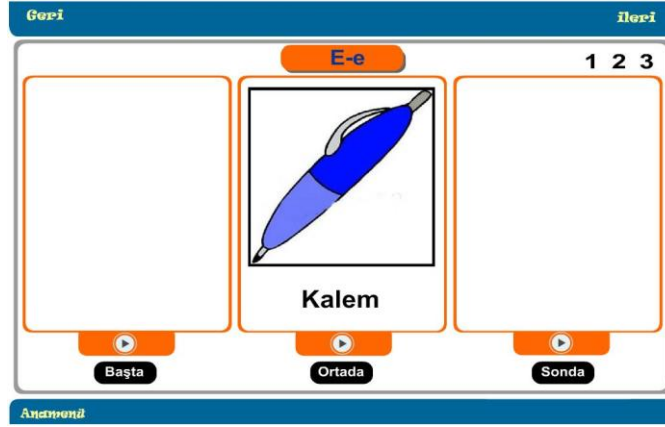 Geri
ileri
E-e
1 2 3
Kalem
Başta
Ortada
Sonda
Anamenü